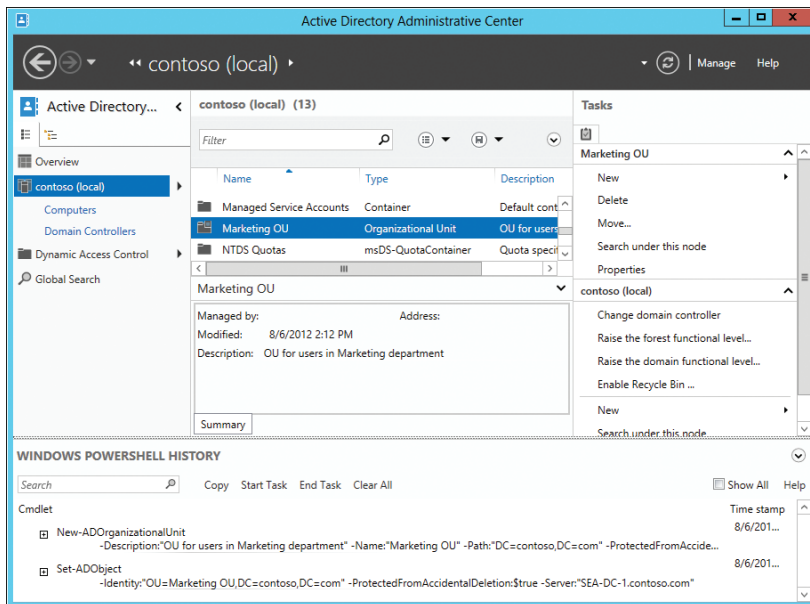 Active Directory Administrative Center
contoso (local)
Manage
Help
Active Directory...
Overview
contoso (local)
Computers
Domain Controllers
Dynamic Access Control
Global Search
contoso (local) (13)
Filter
Name Type Description
Managed Service Accounts Container Default cont
Marketing OU Organizational Unit OU for users
NTDS Quotas msDS-QuotaContainer Quota specif
Marketing OU
Managed by: Address:
Modified: 8/6/2012 2:12 PM
Description: OU for users in Marketing department
Summary
Tasks
Marketing OU
New
Delete
Move...
Search under this node
Properties
contoso (local)
Change domain controller
Raise the forest functional level...
Raise the domain functional level...
Enable Recycle Bin ...
New
Search under this node
WINDOWS POWERSHELL HISTORY
Search Copy Start Task End Task Clear All Show All Help
Cmdlet Time stamp
New-ADOrganizationalUnit 8/6/201...
-Description:"OU for users in Marketing department" -Name:"Marketing OU" -Path:"DC=contoso,DC=com" -ProtectedFromAccide...
Set-ADObject 8/6/201...
-Identity:"OU=Marketing OU,DC=contoso,DC=com" -ProtectedFromAccidentalDeletion:$true -Server:"SEA-DC-1.contoso.com"